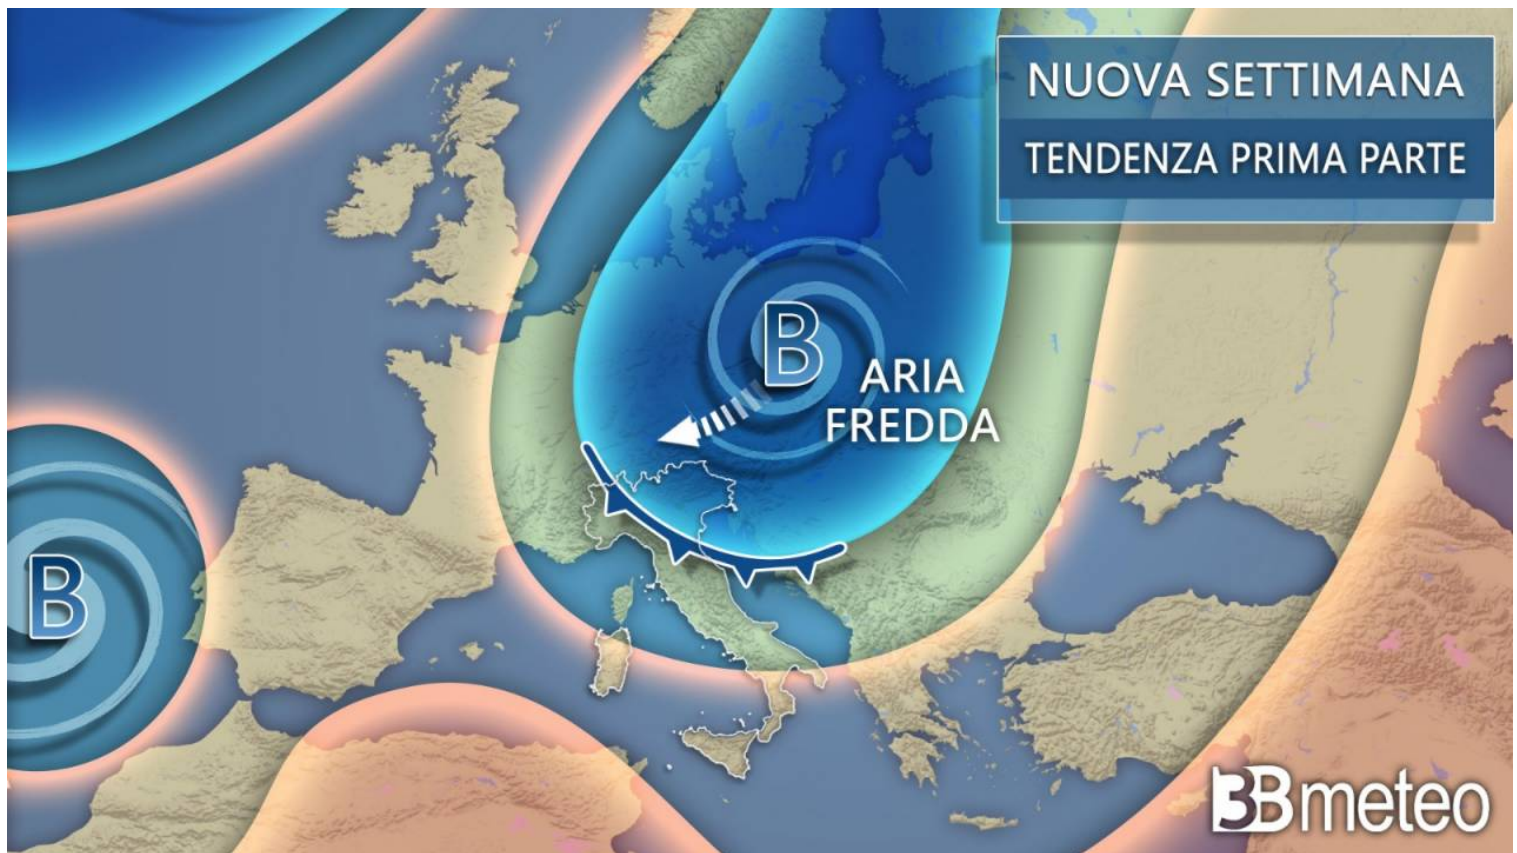 NUOVA SETTIMANA
TENDENZA PRIMA PARTE
B
ARIA
FREDDA
B
3Bmeteo